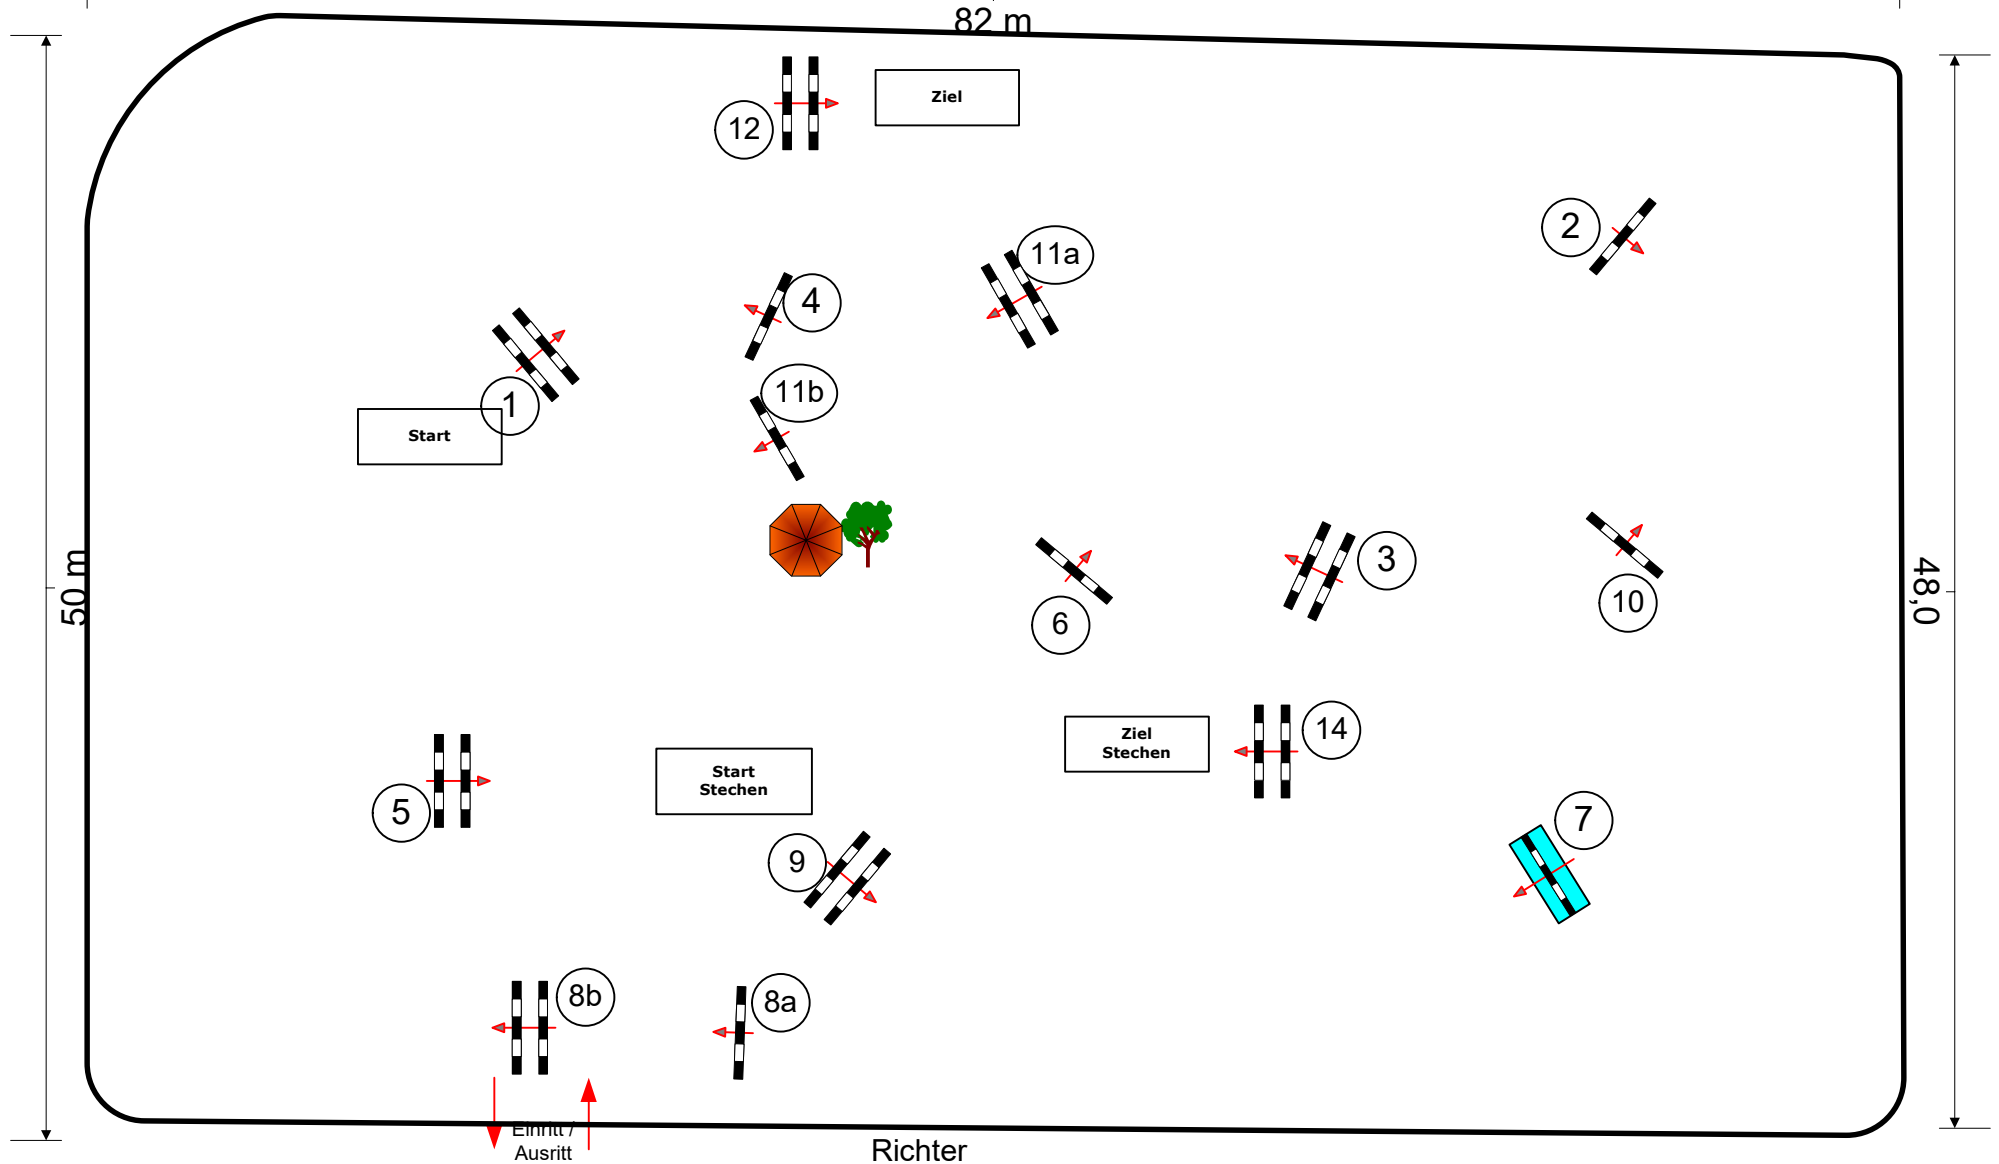 82 m
Ziel
12
2
11a
4
11b
1
Start
50 m
3
6
10
48,0
14
Ziel
Stechen
Start
Stechen
5
7
9
8b
8a
Einritt /
Ausritt
Richter